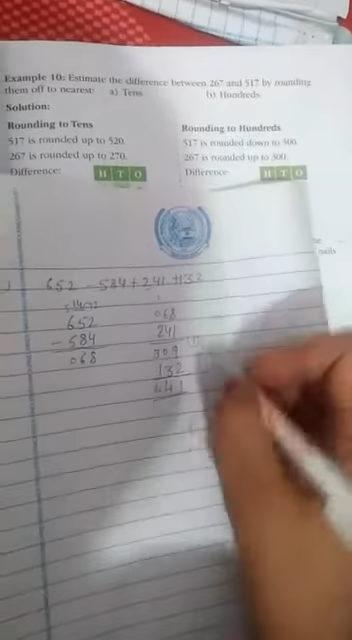 Example 10: Estimate the difference between 267 and 517 by rounding
them off to nearest: a) Tens b) Hundreds
Solution:
Rounding to Tens
517 is rounded up to 520
267 is rounded up to 270
Difference: H T O
Rounding to Hundreds
517 is rounded down to 500
267 is rounded up to 300
Difference H T O
652 - 584 + 241 + 132
652
- 584
068
068
241
309
132
441